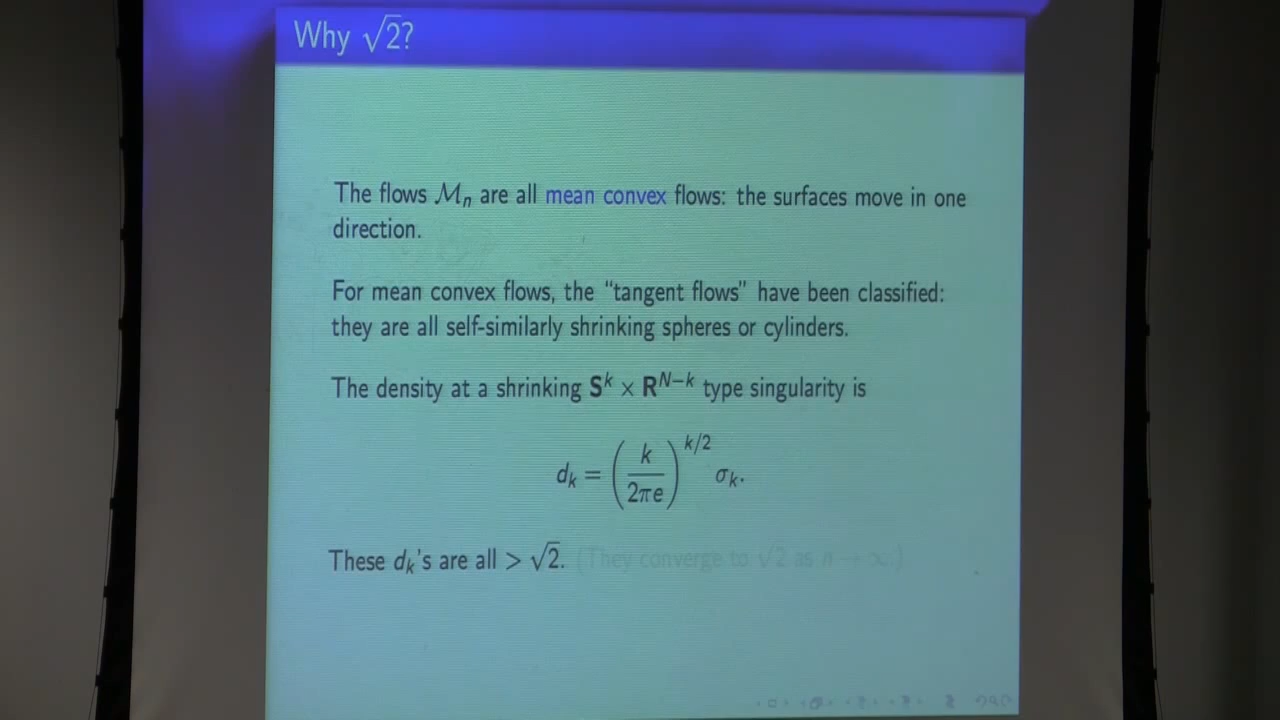 Why √2?
The flows ℳₙ are all mean convex flows: the surfaces move in one
direction.
For mean convex flows, the “tangent flows” have been classified:
they are all self-similarly shrinking spheres or cylinders.
The density at a shrinking Sᵏ × Rᴺ⁻ᵏ type singularity is
dₖ = (k/2πe)^{k/2} σₖ.
These dₖ's are all > √2. (They converge to √2 as n → ∞.)